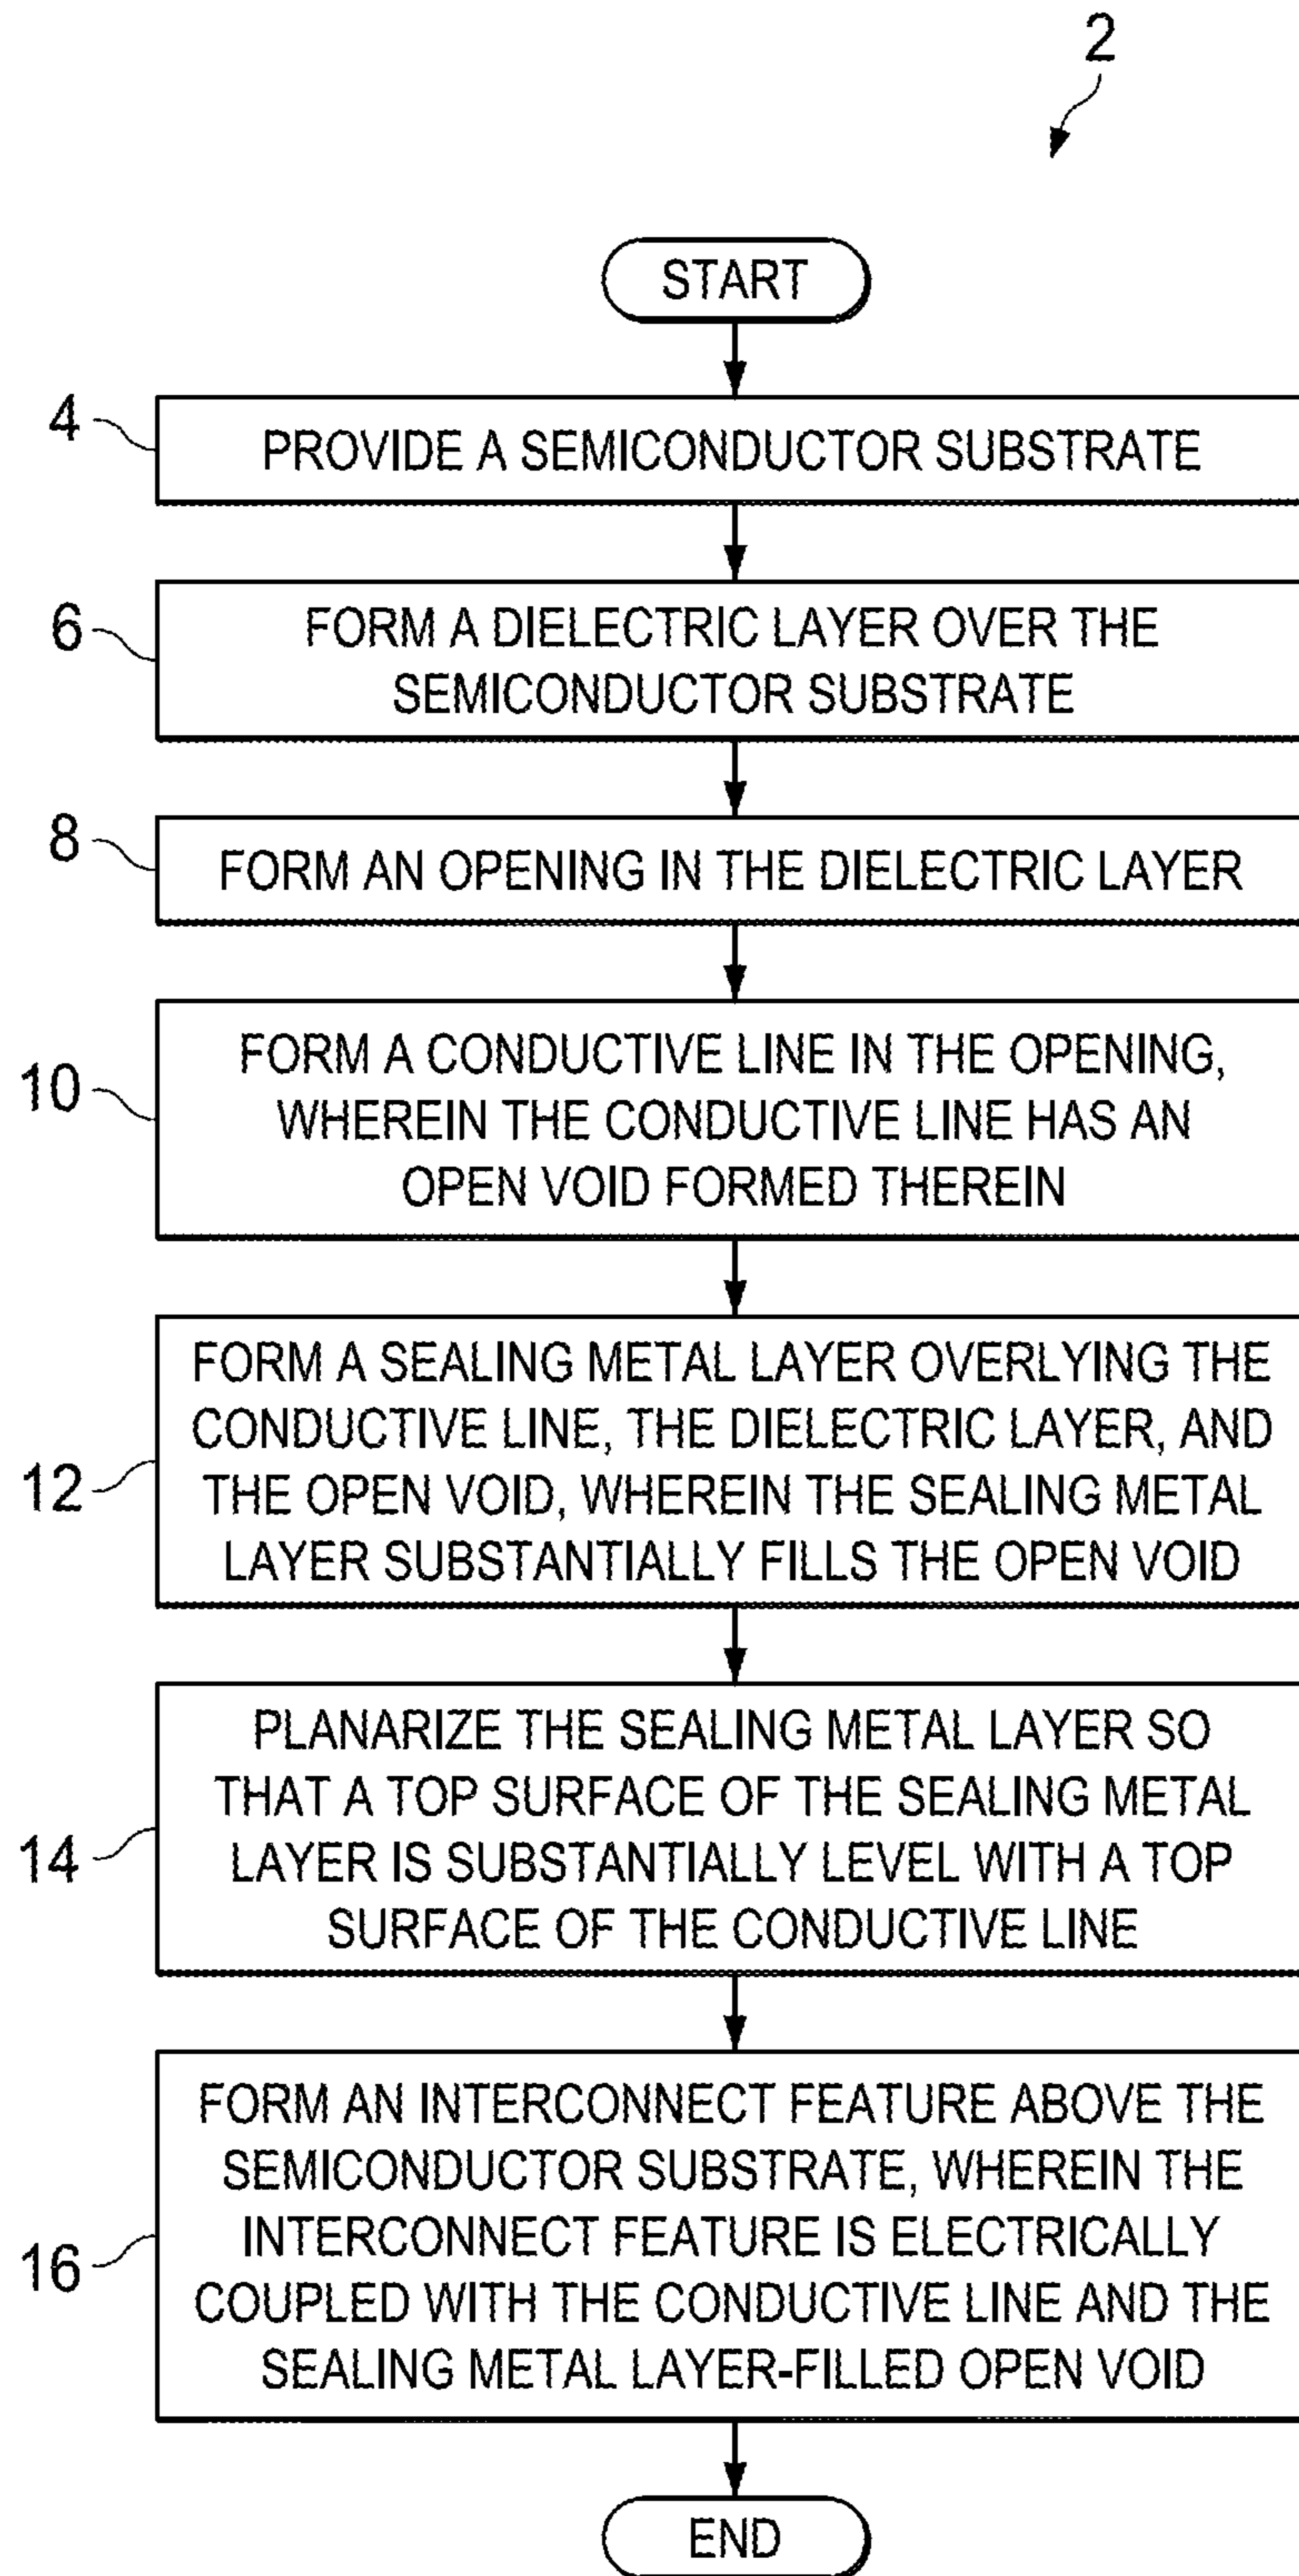 2
START
4
PROVIDE A SEMICONDUCTOR SUBSTRATE
6
FORM A DIELECTRIC LAYER OVER THE
SEMICONDUCTOR SUBSTRATE
8
FORM AN OPENING IN THE DIELECTRIC LAYER
10
FORM A CONDUCTIVE LINE IN THE OPENING,
WHEREIN THE CONDUCTIVE LINE HAS AN
OPEN VOID FORMED THEREIN
12
FORM A SEALING METAL LAYER OVERLYING THE
CONDUCTIVE LINE, THE DIELECTRIC LAYER, AND
THE OPEN VOID, WHEREIN THE SEALING METAL
LAYER SUBSTANTIALLY FILLS THE OPEN VOID
14
PLANARIZE THE SEALING METAL LAYER SO
THAT A TOP SURFACE OF THE SEALING METAL
LAYER IS SUBSTANTIALLY LEVEL WITH A TOP
SURFACE OF THE CONDUCTIVE LINE
16
FORM AN INTERCONNECT FEATURE ABOVE THE
SEMICONDUCTOR SUBSTRATE, WHEREIN THE
INTERCONNECT FEATURE IS ELECTRICALLY
COUPLED WITH THE CONDUCTIVE LINE AND THE
SEALING METAL LAYER-FILLED OPEN VOID
END